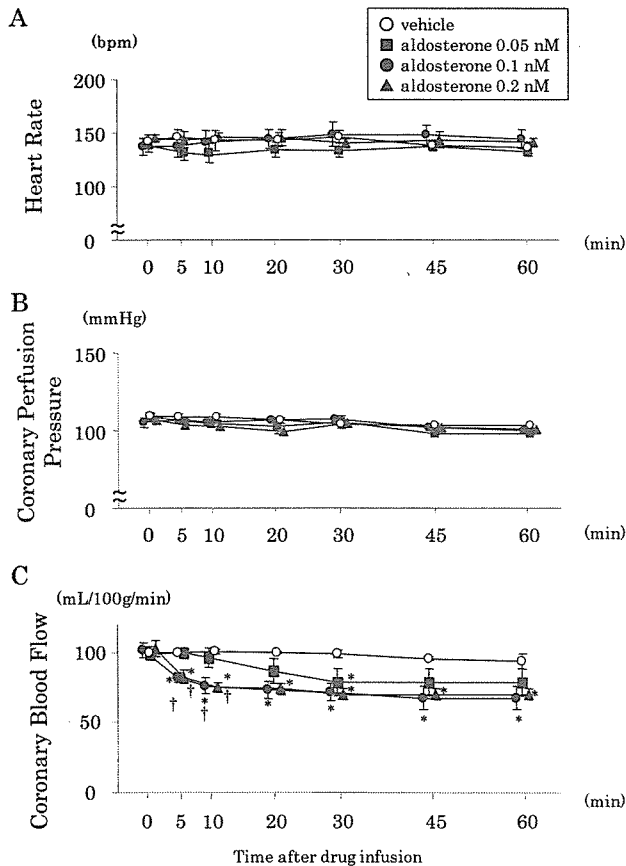 A
(bpm)
vehicle
aldosterone 0.05 nM
aldosterone 0.1 nM
aldosterone 0.2 nM
Heart Rate
200
150
100
0
0 5 10 20 30 45 60 (min)
B
(mmHg)
Coronary Perfusion
Pressure
150
100
0
0 5 10 20 30 45 60 (min)
C
(mL/100g/min)
Coronary Blood Flow
100
50
0
* * * * * * * * * *
† † † †
0 5 10 20 30 45 60 (min)
Time after drug infusion